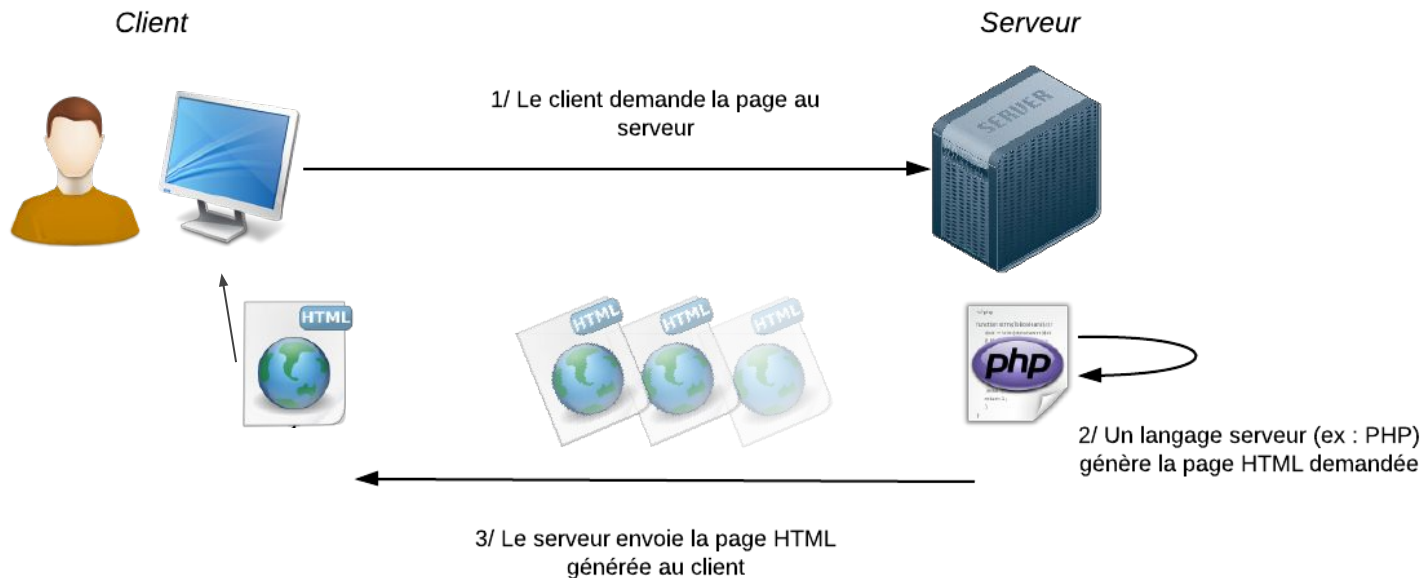 Client
Serveur
1/ Le client demande la page au
serveur
SERVER
HTML
HTML
HTML
HTML
php
2/ Un langage serveur (ex : PHP)
génère la page HTML demandée
3/ Le serveur envoie la page HTML
générée au client